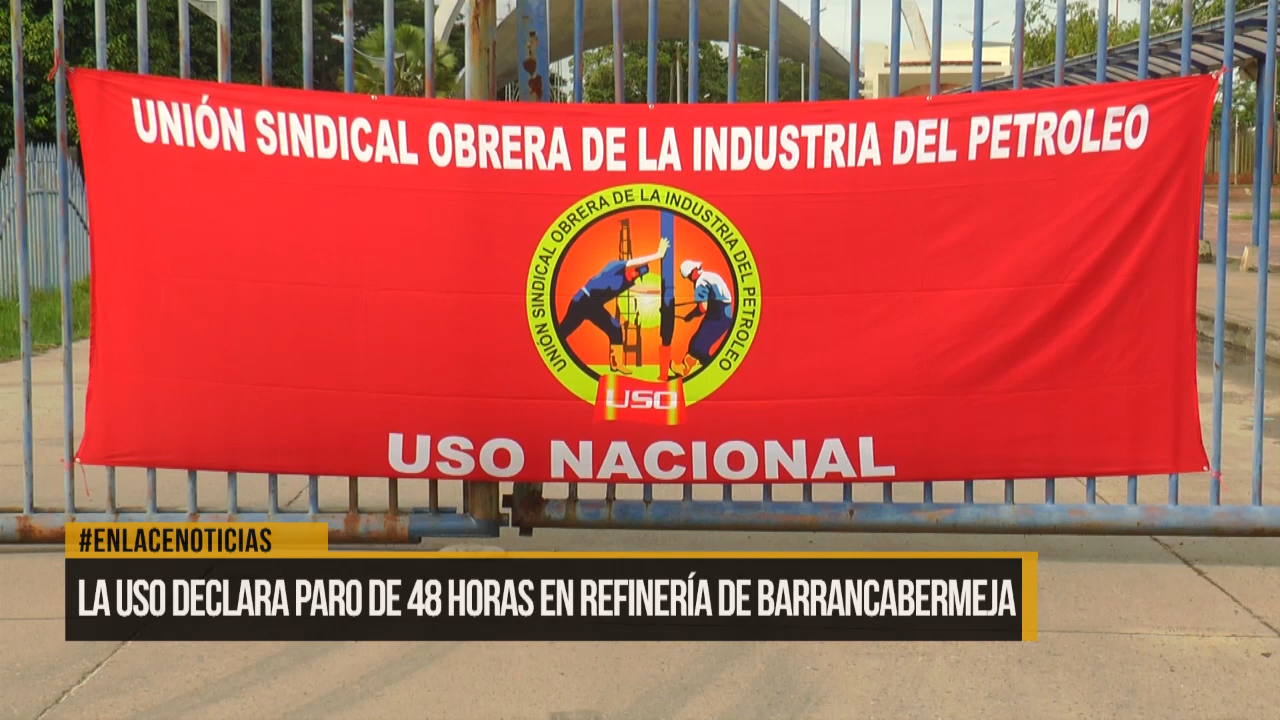 UNIÓN SINDICAL OBRERA DE LA INDUSTRIA DEL PETROLEO
UNIÓN SINDICAL OBRERA DE LA INDUSTRIA DEL PETROLEO
USO
USO NACIONAL
#ENLACENOTICIAS
LA USO DECLARA PARO DE 48 HORAS EN REFINERÍA DE BARRANCABERMEJA